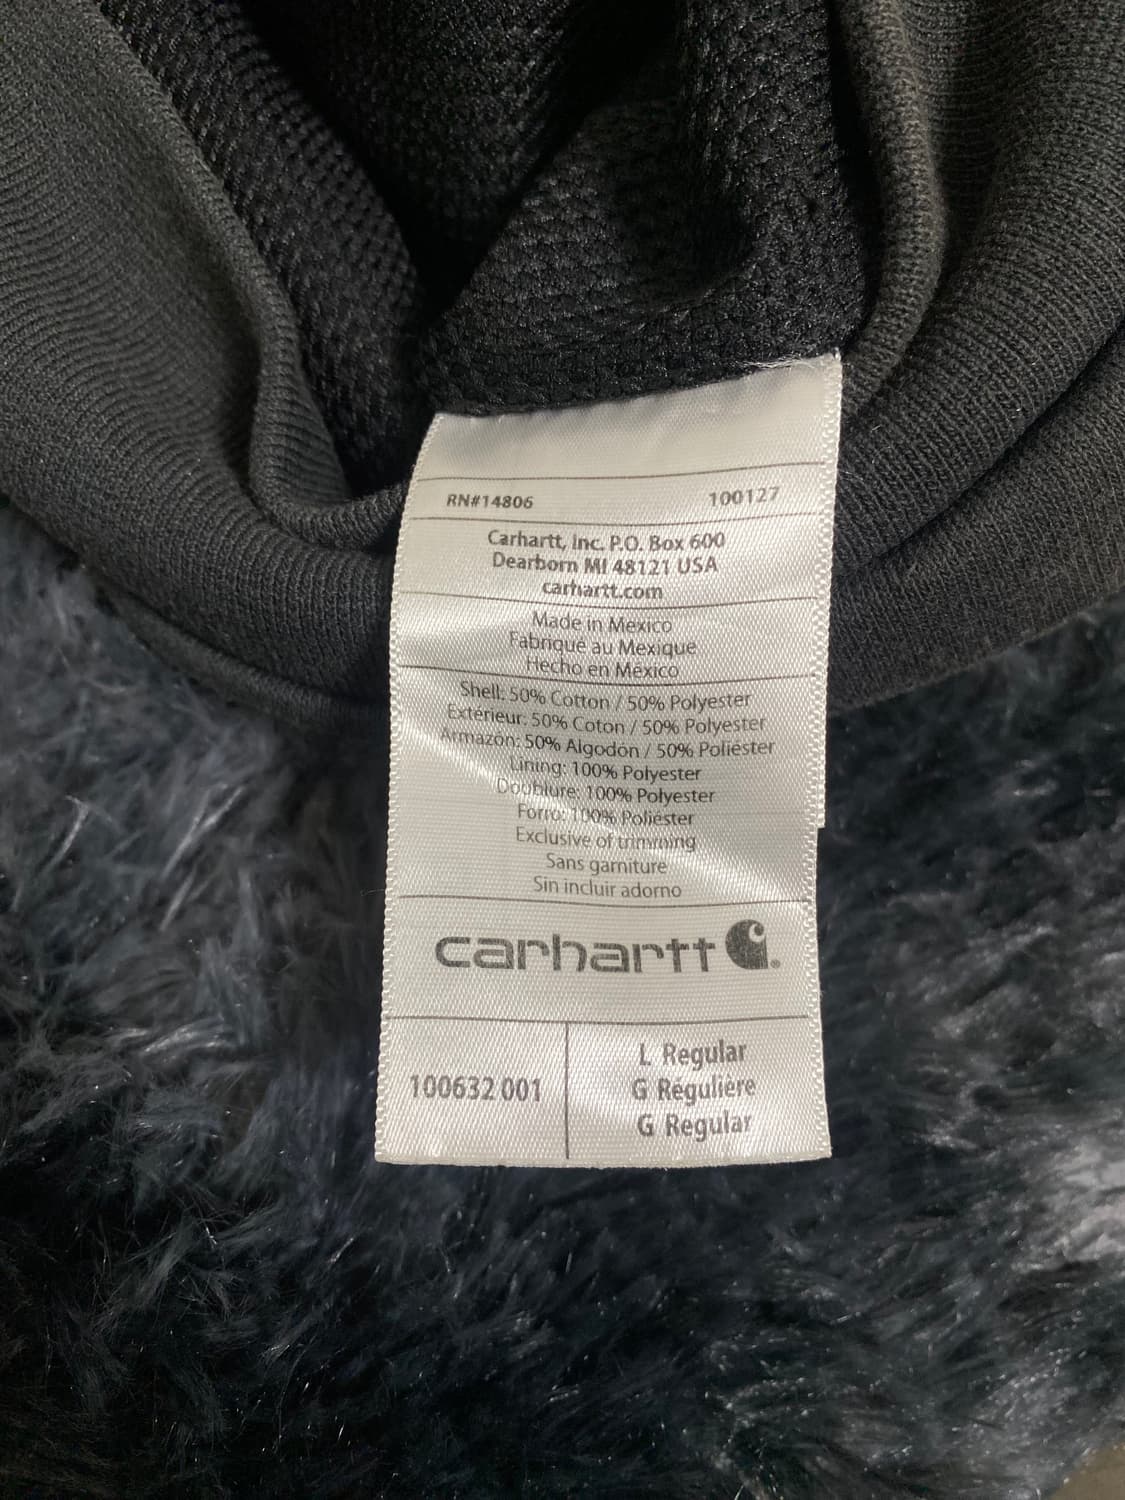 RN#14806 100127
Carhartt, Inc. P.O. Box 600
Dearborn MI 48121 USA
carhartt.com
Made in Mexico
Fabriqué au Mexique
Hecho en México
Shell: 50% Cotton / 50% Polyester
Extérieur: 50% Coton / 50% Polyester
Armazón: 50% Algodón / 50% Poliéster
Lining: 100% Polyester
Doublure: 100% Polyester
Forro: 100% Poliéster
Exclusive of trimming
Sans garniture
Sin incluir adorno
carhartt
100632 001
L Regular
G Régulière
G Regular